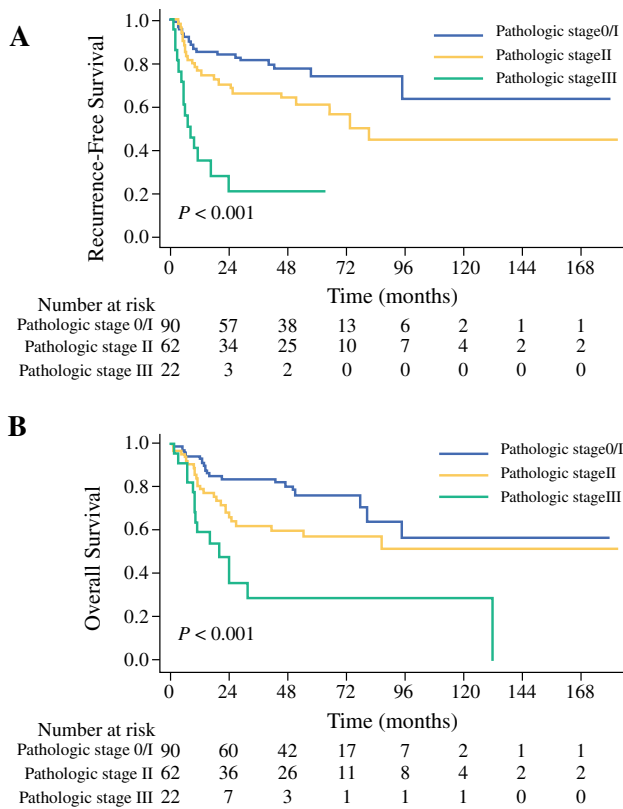 A
Recurrence-Free Survival
1.0
0.8
0.6
0.4
0.2
0.0
Pathologic stage0/I
Pathologic stageII
Pathologic stageIII
P < 0.001
0 24 48 72 96 120 144 168
Time (months)
Number at risk
Pathologic stage 0/I 90 57 38 13 6 2 1 1
Pathologic stage II 62 34 25 10 7 4 2 2
Pathologic stage III 22 3 2 0 0 0 0 0
B
Overall Survival
1.0
0.8
0.6
0.4
0.2
0.0
Pathologic stage0/I
Pathologic stageII
Pathologic stageIII
P < 0.001
0 24 48 72 96 120 144 168
Time (months)
Number at risk
Pathologic stage 0/I 90 60 42 17 7 2 1 1
Pathologic stage II 62 36 26 11 8 4 2 2
Pathologic stage III 22 7 3 1 1 1 0 0